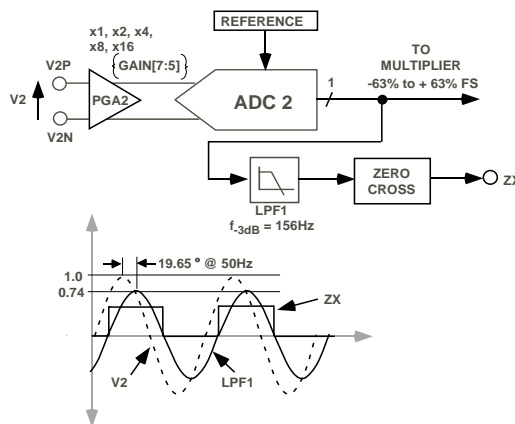 x1, x2, x4,
x8, x16
{GAIN[7:5]}
REFERENCE
V2P
V2
V2N
PGA2
ADC 2
1
TO
MULTIPLIER
-63% to + 63% FS
LPF1
f-3dB = 156Hz
ZERO
CROSS
ZX
19.65° @ 50Hz
1.0
0.74
ZX
V2
LPF1